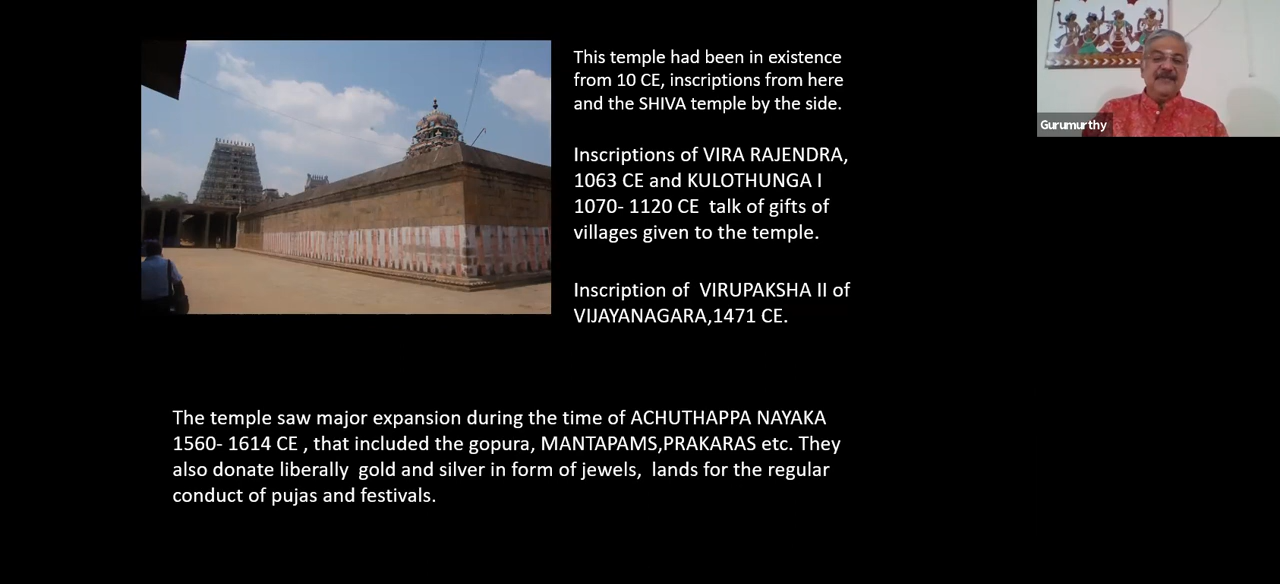 This temple had been in existence
from 10 CE, inscriptions from here
and the SHIVA temple by the side.
Inscriptions of VIRA RAJENDRA,
1063 CE and KULOTHUNGA I
1070- 1120 CE  talk of gifts of
villages given to the temple.
Inscription of  VIRUPAKSHA II of
VIJAYANAGARA,1471 CE.
The temple saw major expansion during the time of ACHUTHAPPA NAYAKA
1560- 1614 CE , that included the gopura, MANTAPAMS,PRAKARAS etc. They
also donate liberally  gold and silver in form of jewels,  lands for the regular
conduct of pujas and festivals.
Gurumurthy